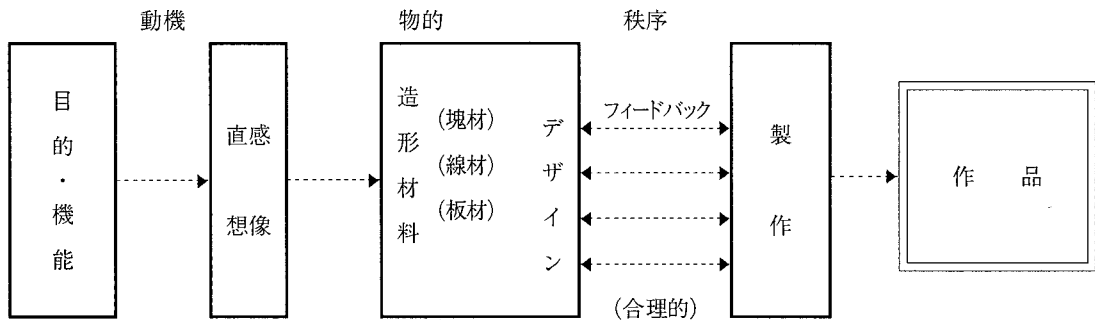 動機
物的
秩序
目的・機能
直感
想像
造形材料
(塊材)
(線材)
(板材)
デザイン
フィードバック
(合理的)
製作
作品